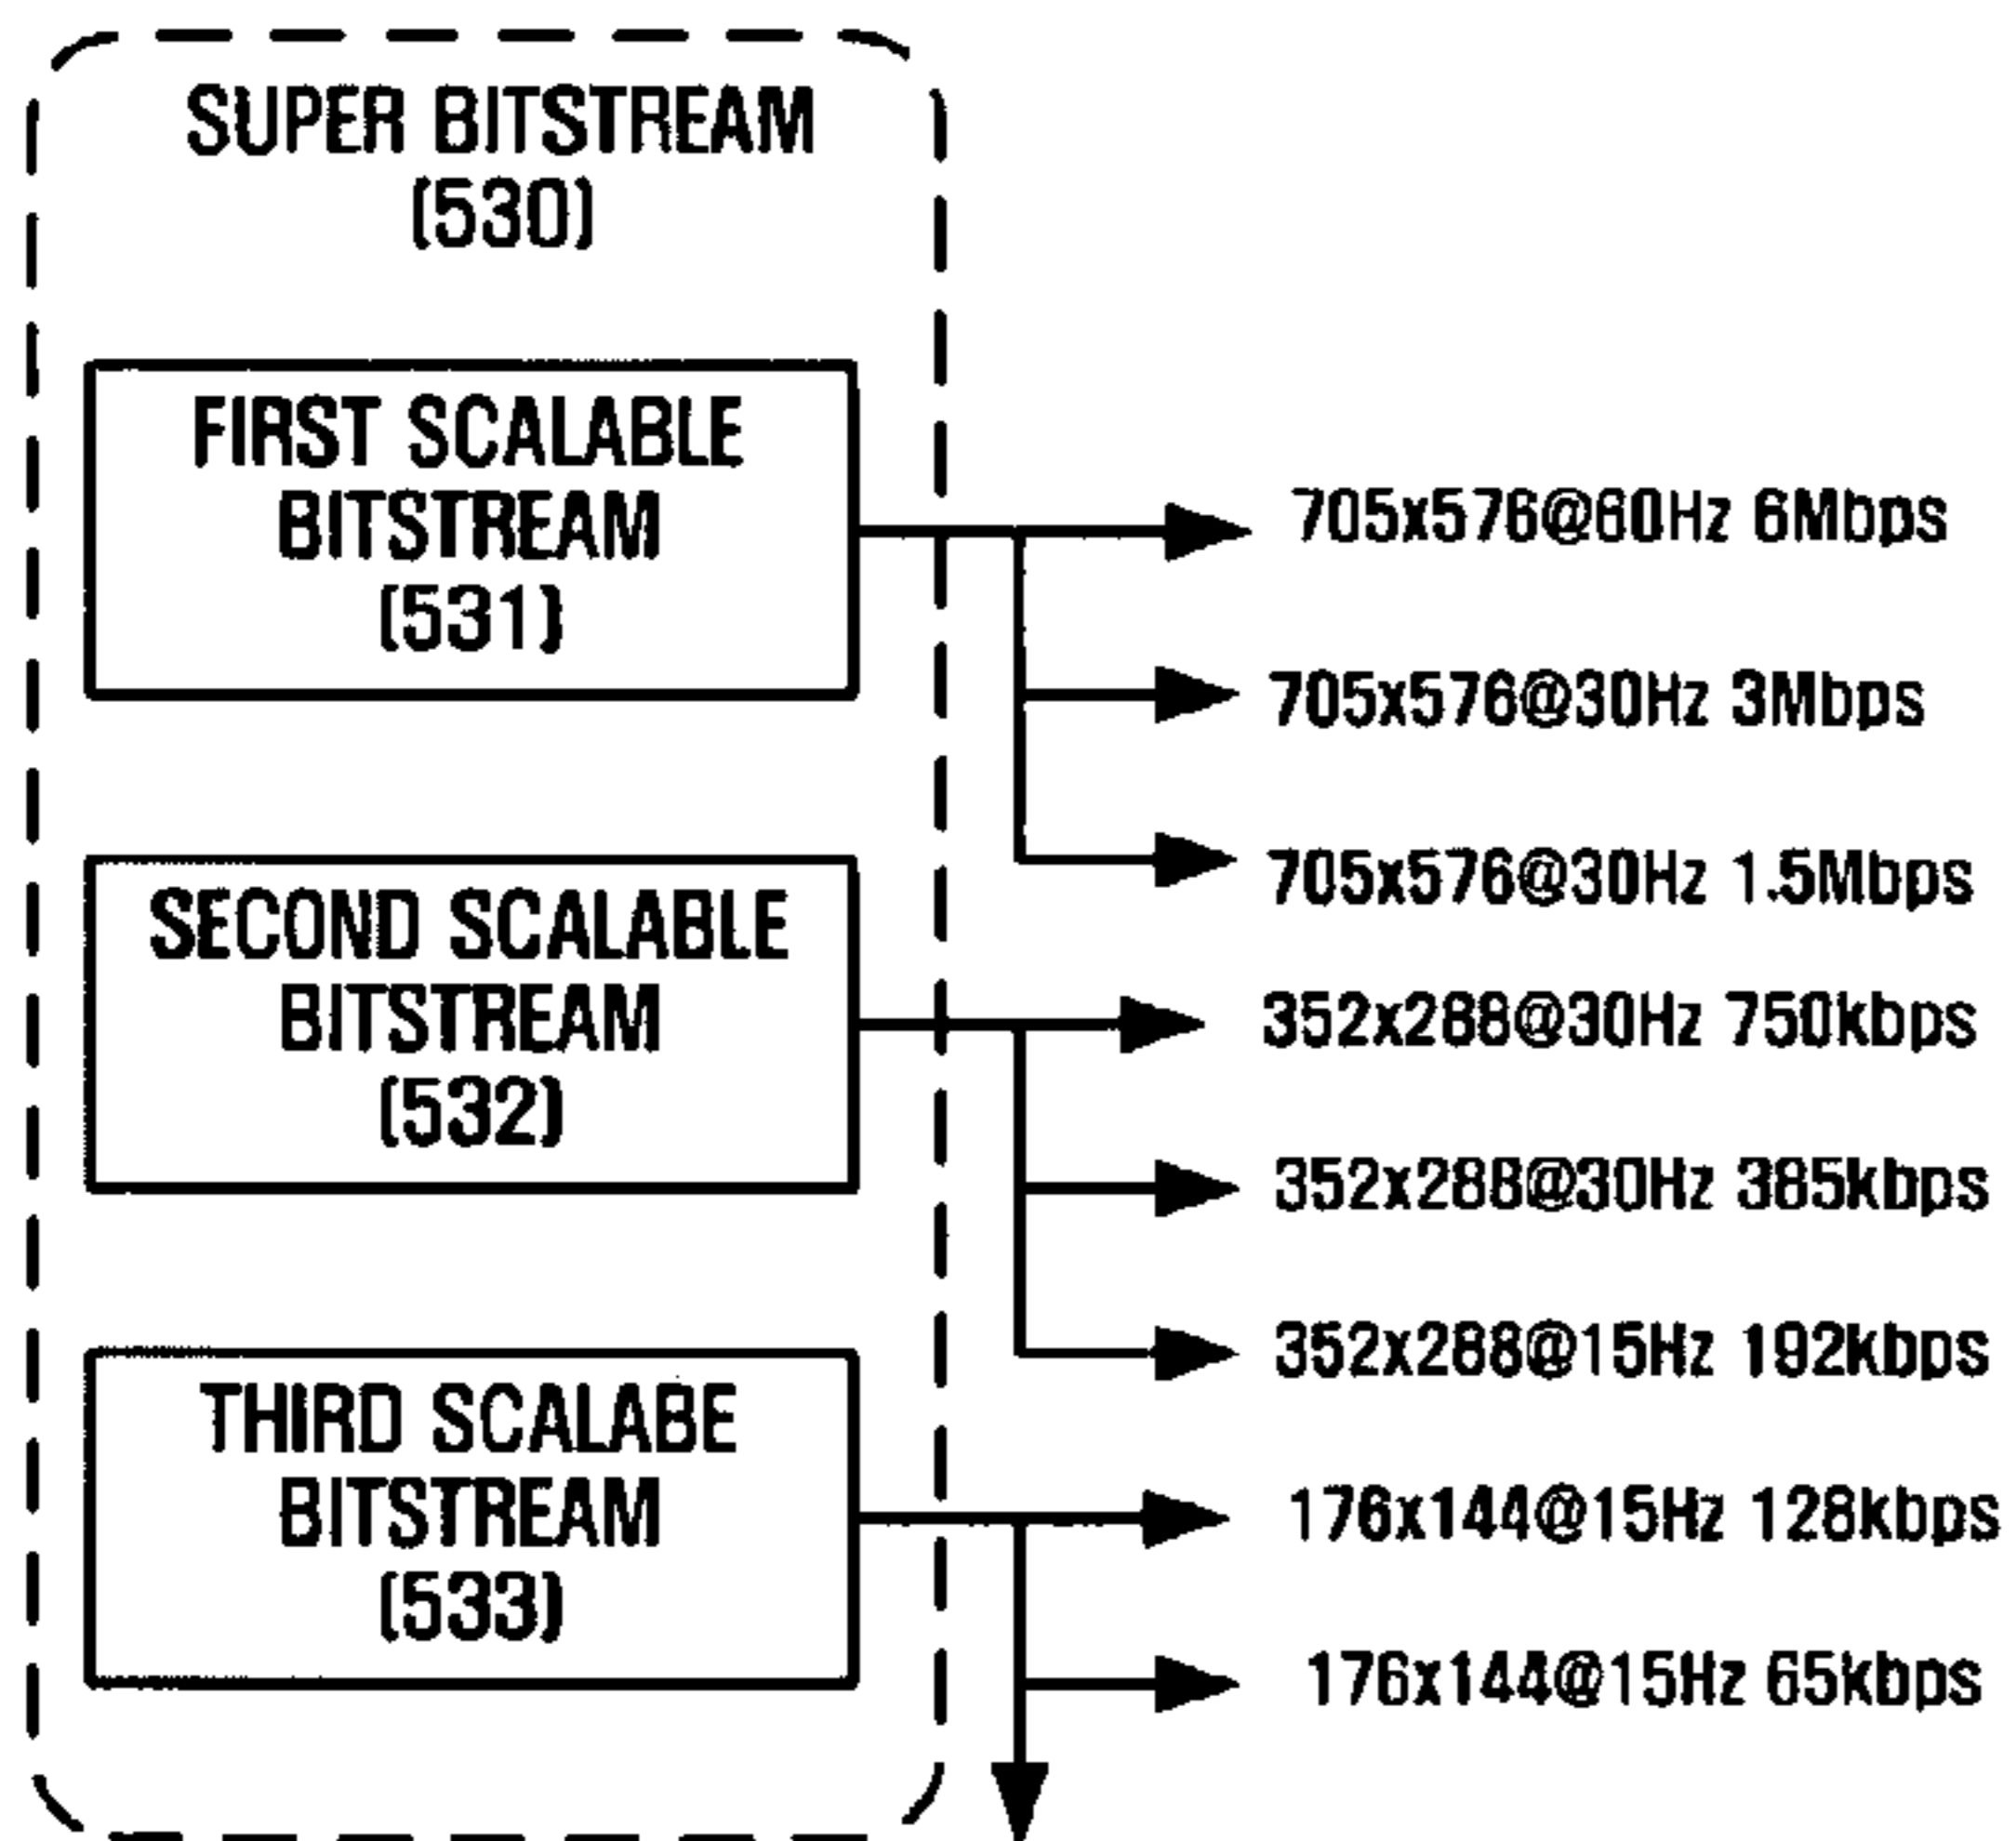 SUPER BITSTREAM
(530)
FIRST SCALABLE
BITSTREAM
(531)
705x576@60Hz 6Mbps
705x576@30Hz 3Mbps
705x576@30Hz 1.5Mbps
SECOND SCALABLE
BITSTREAM
(532)
352x288@30Hz 750kbps
352x288@30Hz 385kbps
352x288@15Hz 192kbps
THIRD SCALABE
BITSTREAM
(533)
176x144@15Hz 128kbps
176x144@15Hz 65kbps